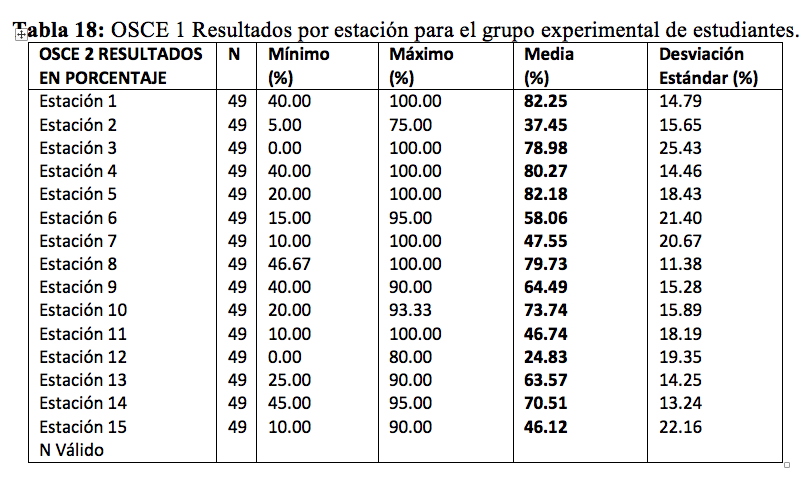 Tabla 18: OSCE 1 Resultados por estación para el grupo experimental de estudiantes.
OSCE 2 RESULTADOS EN PORCENTAJE N Mínimo (%) Máximo (%) Media (%) Desviación Estándar (%)
Estación 1 49 40.00 100.00 82.25 14.79
Estación 2 49 5.00 75.00 37.45 15.65
Estación 3 49 0.00 100.00 78.98 25.43
Estación 4 49 40.00 100.00 80.27 14.46
Estación 5 49 20.00 100.00 82.18 18.43
Estación 6 49 15.00 95.00 58.06 21.40
Estación 7 49 10.00 100.00 47.55 20.67
Estación 8 49 46.67 100.00 79.73 11.38
Estación 9 49 40.00 90.00 64.49 15.28
Estación 10 49 20.00 93.33 73.74 15.89
Estación 11 49 10.00 100.00 46.74 18.19
Estación 12 49 0.00 80.00 24.83 19.35
Estación 13 49 25.00 90.00 63.57 14.25
Estación 14 49 45.00 95.00 70.51 13.24
Estación 15 49 10.00 90.00 46.12 22.16
N Válido